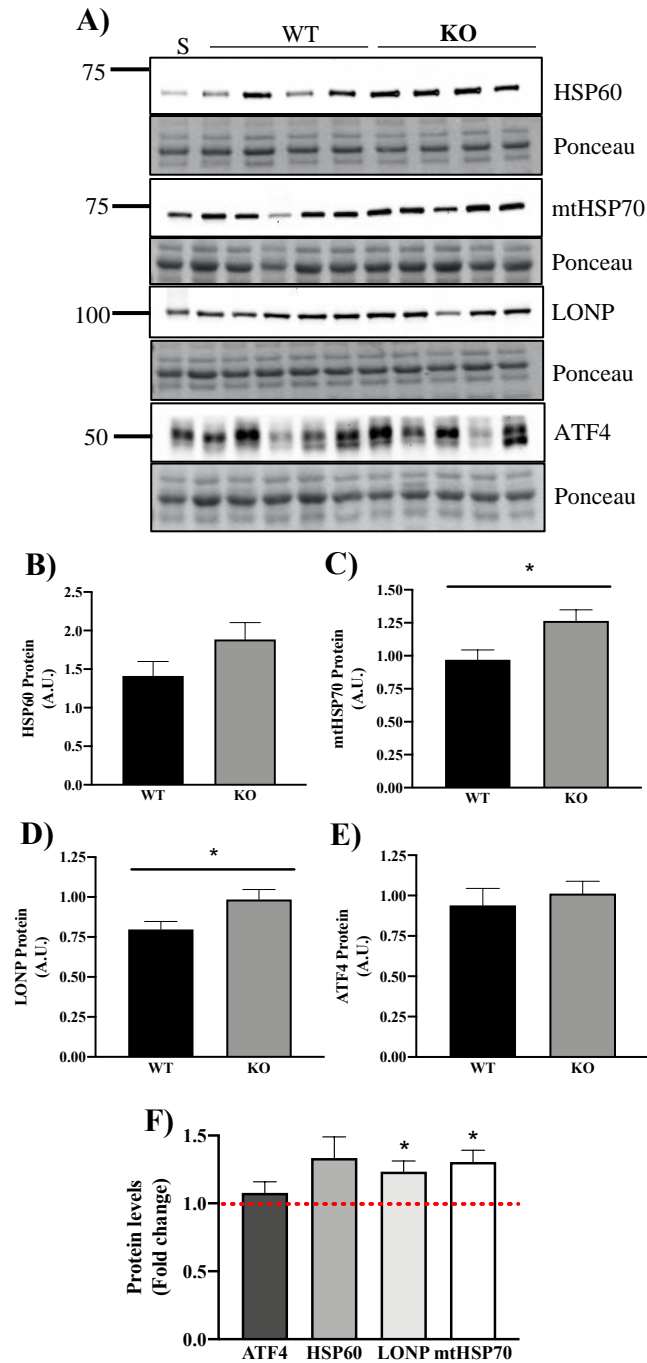 A)
S WT KO
75
HSP60
Ponceau
75
mtHSP70
Ponceau
100
LONP
Ponceau
50
ATF4
Ponceau
B)
HSP60 Protein
(A.U.)
2.5
2.0
1.5
1.0
0.5
0.0
WT KO
C)
mtHSP70 Protein
(A.U.)
*
1.50
1.25
1.00
0.75
0.50
0.25
0.00
WT KO
D)
LONP Protein
(A.U.)
*
1.25
1.00
0.75
0.50
0.25
0.00
WT KO
E)
ATF4 Protein
(A.U.)
1.25
1.00
0.75
0.50
0.25
0.00
WT KO
F)
Protein levels
(Fold change)
* *
1.5
1.0
0.5
0.0
ATF4 HSP60 LONP mtHSP70